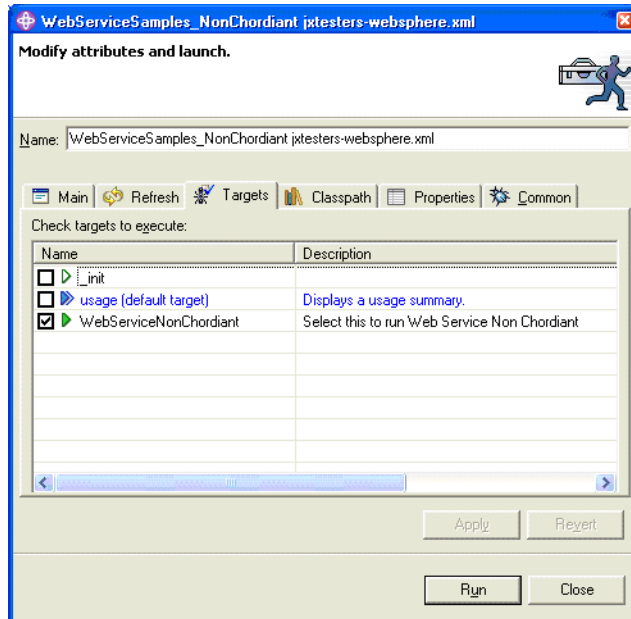 WebServiceSamples_NonChordiant jxtesters-websphere.xml
Modify attributes and launch.
Name: WebServiceSamples_NonChordiant jxtesters-websphere.xml
Main Refresh Targets Classpath Properties Common
Check targets to execute:
Name Description
_init
usage (default target) Displays a usage summary.
WebServiceNonChordiant Select this to run Web Service Non Chordiant
Apply Revert
Run Close